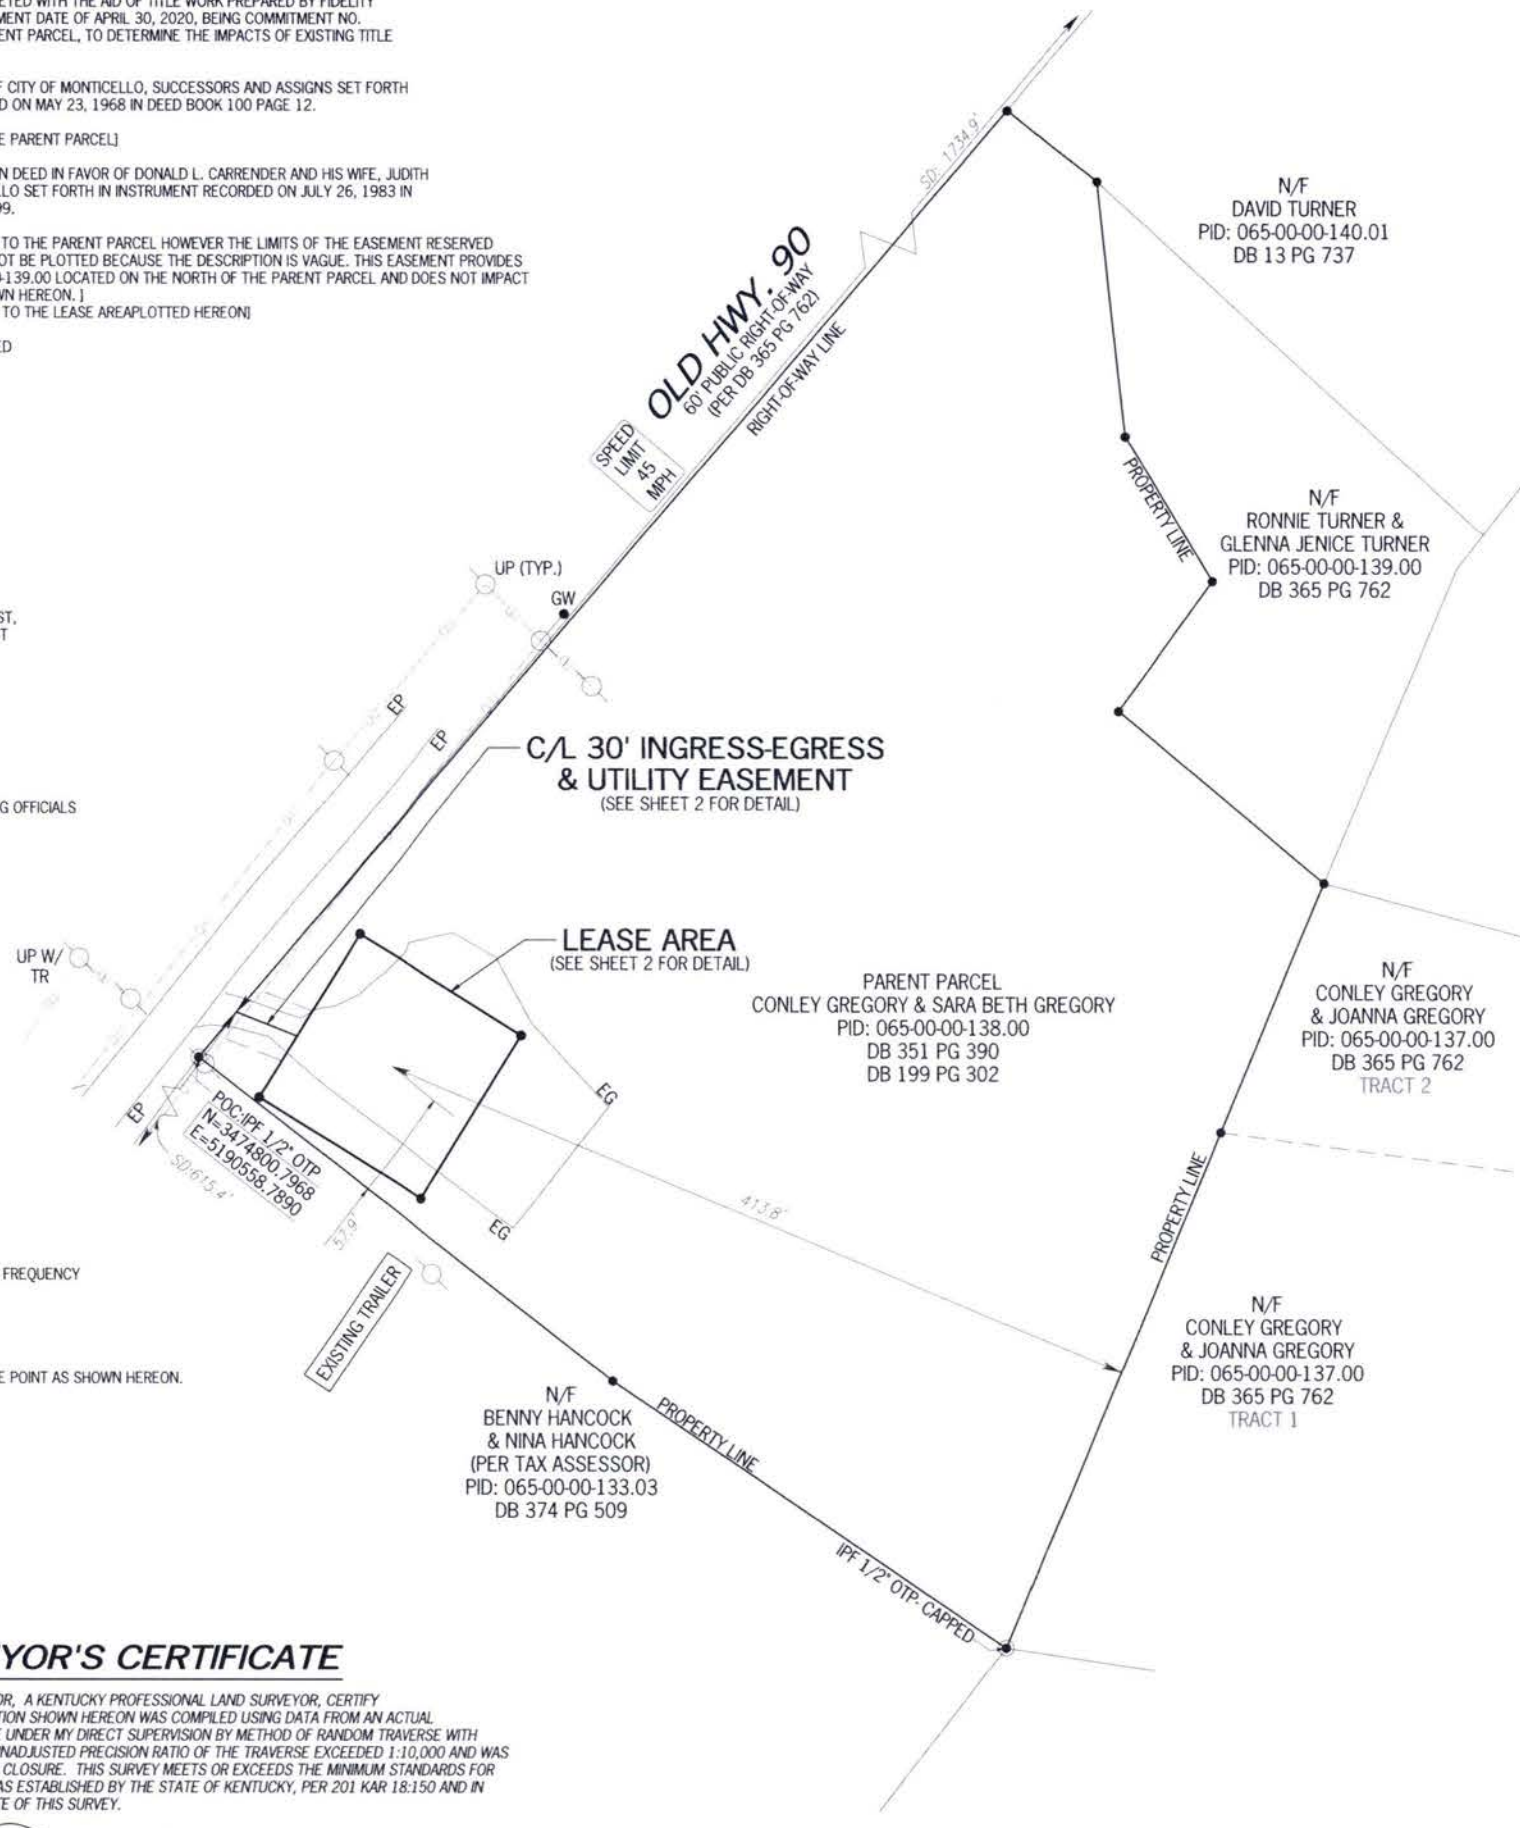 ETED WITH THE AID OF TITLE WORK PREPARED BY FIDELITY
MENT DATE OF APRIL 30, 2020, BEING COMMITMENT NO.
ENT PARCEL, TO DETERMINE THE IMPACTS OF EXISTING TITLE
F CITY OF MONTICELLO, SUCCESSORS AND ASSIGNS SET FORTH
D ON MAY 23, 1968 IN DEED BOOK 100 PAGE 12.
E PARENT PARCEL]
N DEED IN FAVOR OF DONALD L. CARRENDER AND HIS WIFE, JUDITH
LO SET FORTH IN INSTRUMENT RECORDED ON JULY 26, 1983 IN
99.
TO THE PARENT PARCEL HOWEVER THE LIMITS OF THE EASEMENT RESERVED
OT BE PLOTTED BECAUSE THE DESCRIPTION IS VAGUE. THIS EASEMENT PROVIDES
-139.00 LOCATED ON THE NORTH OF THE PARENT PARCEL AND DOES NOT IMPACT
WN HEREON. ]
TO THE LEASE AREAPLOTTED HEREON]
ED
ST,
T
G OFFICIALS
FREQUENCY
E POINT AS SHOWN HEREON.
SD: 1734.9'
N/F
DAVID TURNER
PID: 065-00-00-140.01
DB 13 PG 737
OLD HWY. 90
60' PUBLIC RIGHT-OF-WAY
(PER DB 365 PG 762)
RIGHT-OF-WAY LINE
SPEED
LIMIT
45
MPH
PROPERTY LINE
N/F
RONNIE TURNER &
GLENNA JENICE TURNER
PID: 065-00-00-139.00
DB 365 PG 762
UP (TYP.)
GW
EP
EP
C/L 30' INGRESS-EGRESS
& UTILITY EASEMENT
(SEE SHEET 2 FOR DETAIL)
LEASE AREA
(SEE SHEET 2 FOR DETAIL)
UP W/
TR
PARENT PARCEL
CONLEY GREGORY & SARA BETH GREGORY
PID: 065-00-00-138.00
DB 351 PG 390
DB 199 PG 302
N/F
CONLEY GREGORY
& JOANNA GREGORY
PID: 065-00-00-137.00
DB 365 PG 762
TRACT 2
EP
POC:IPF 1/2" OTP
N=3474800.7968
E=5190558.7890
SD:615.4'
EG
EG
57.9'
413.8'
PROPERTY LINE
EXISTING TRAILER
N/F
CONLEY GREGORY
& JOANNA GREGORY
PID: 065-00-00-137.00
DB 365 PG 762
TRACT 1
N/F
BENNY HANCOCK
& NINA HANCOCK
(PER TAX ASSESSOR)
PID: 065-00-00-133.03
DB 374 PG 509
PROPERTY LINE
IPF 1/2" OTP- CAPPED
YOR'S CERTIFICATE
OR, A KENTUCKY PROFESSIONAL LAND SURVEYOR, CERTIFY
TION SHOWN HEREON WAS COMPILED USING DATA FROM AN ACTUAL
E UNDER MY DIRECT SUPERVISION BY METHOD OF RANDOM TRAVERSE WITH
NADJUSTED PRECISION RATIO OF THE TRAVERSE EXCEEDED 1:10,000 AND WAS
CLOSURE. THIS SURVEY MEETS OR EXCEEDS THE MINIMUM STANDARDS FOR
AS ESTABLISHED BY THE STATE OF KENTUCKY, PER 201 KAR 18:150 AND IN
TE OF THIS SURVEY.